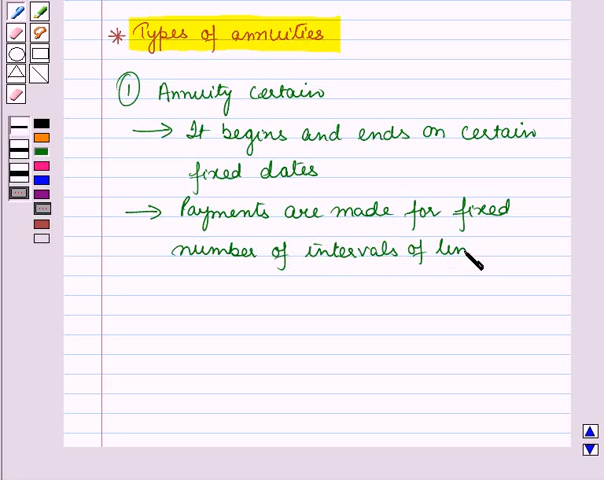 * Types of annuities
① Annuity certain
→ It begins and ends on certain
fixed dates
→ Payments are made for fixed
number of intervals of